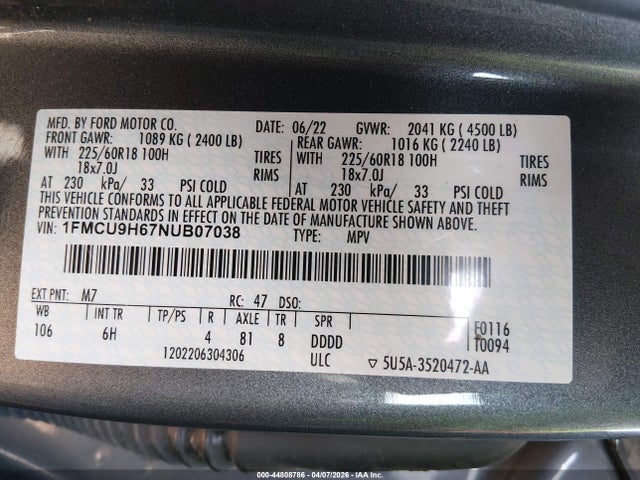 MFD. BY FORD MOTOR CO. DATE: 06/22 GVWR: 2041 KG ( 4500 LB)
FRONT GAWR: 1089 KG ( 2400 LB) REAR GAWR: 1016 KG ( 2240 LB)
WITH 225/60R18 100H TIRES WITH 225/60R18 100H TIRES
18x7.0J RIMS 18x7.0J RIMS
AT 230 kPa/ 33 PSI COLD AT 230 kPa/ 33 PSI COLD
THIS VEHICLE CONFORMS TO ALL APPLICABLE FEDERAL MOTOR VEHICLE SAFETY AND THEFT
PREVENTION STANDARDS IN EFFECT ON THE DATE OF MANUFACTURE SHOWN ABOVE.
VIN: 1FMCU9H67NUB07038 TYPE: MPV
EXT PNT: M7 RC: 47 DSO:
WB INT TR TP/PS R AXLE TR SPR F0116
106 6H 4 81 8 DDDD T0094
1202206304306 ULC ▽ 5U5A-3520472-AA
000-44808786 - 04/07/2026 - IAA Inc.